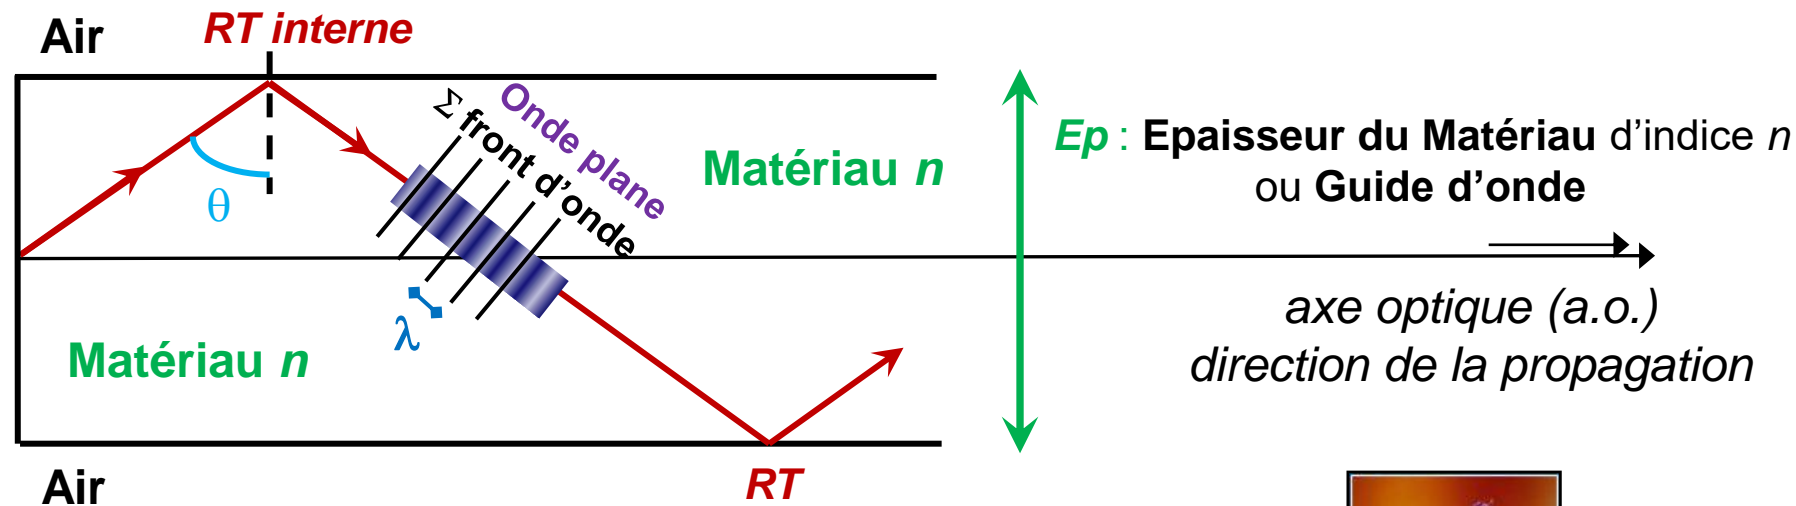 Air
RT interne
Onde plane
Σ front d’onde
θ
λ
Matériau n
Matériau n
Ep : Epaisseur du Matériau d’indice n
ou Guide d’onde
axe optique (a.o.)
direction de la propagation
Air
RT